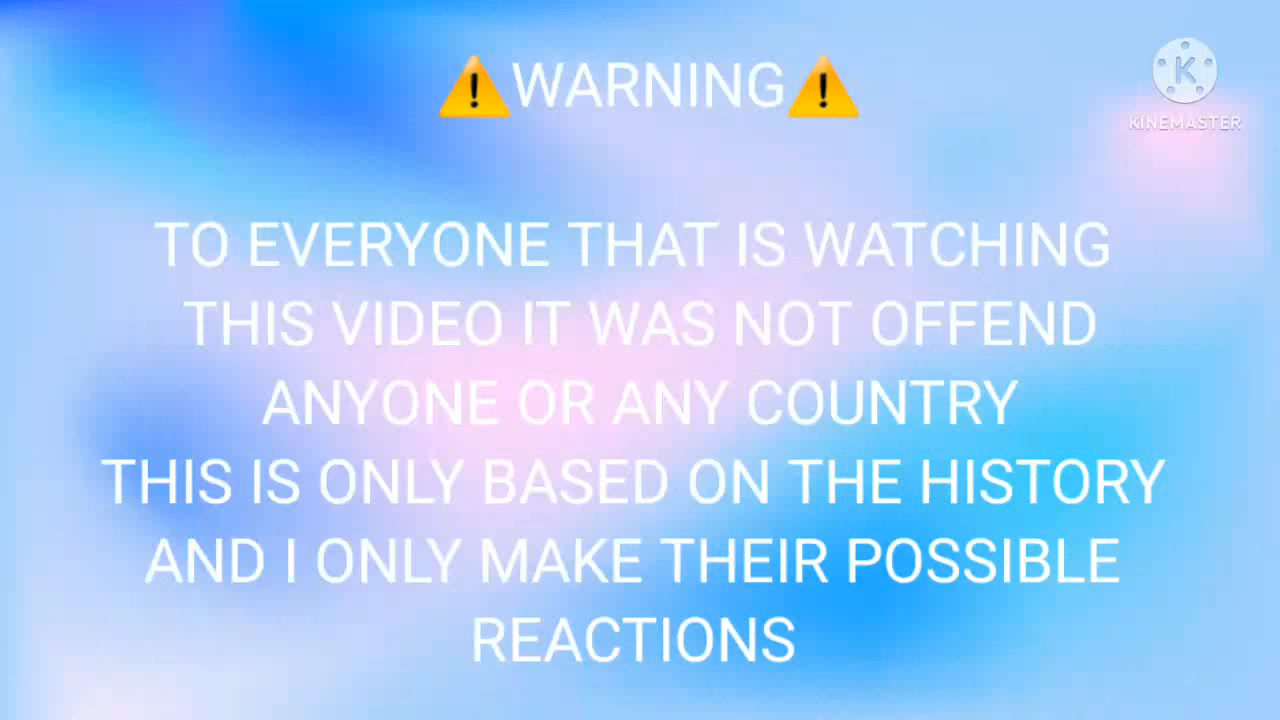 ⚠️WARNING⚠️
K
KINEMASTER
TO EVERYONE THAT IS WATCHING
THIS VIDEO IT WAS NOT OFFEND
ANYONE OR ANY COUNTRY
THIS IS ONLY BASED ON THE HISTORY
AND I ONLY MAKE THEIR POSSIBLE
REACTIONS